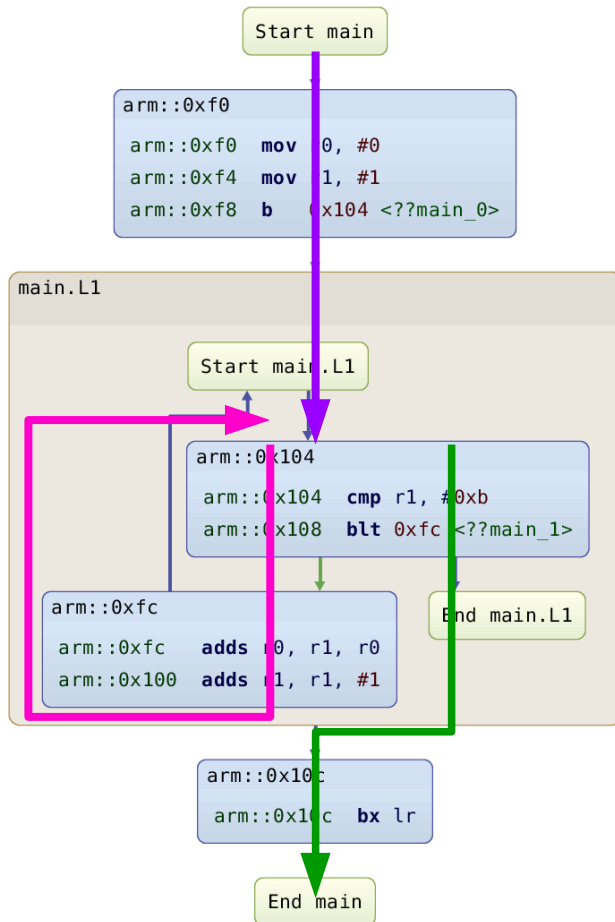 Start main
arm::0xf0
arm::0xf0 mov r0, #0
arm::0xf4 mov r1, #1
arm::0xf8 b 0x104 <??main_0>
main.L1
Start main.L1
arm::0x104
arm::0x104 cmp r1, #0xb
arm::0x108 blt 0xfc <??main_1>
arm::0xfc
arm::0xfc adds r0, r1, r0
arm::0x100 adds r1, r1, #1
End main.L1
arm::0x10c
arm::0x10c bx lr
End main